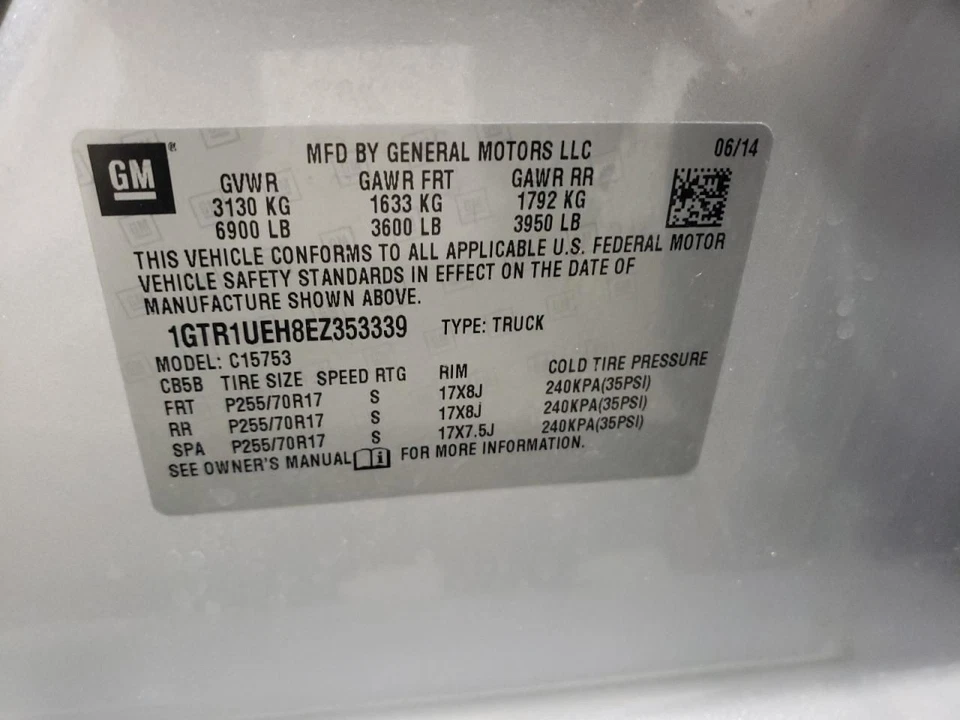 GM® MFD BY GENERAL MOTORS LLC 06/14
GVWR GAWR FRT GAWR RR
3130 KG 1633 KG 1792 KG
6900 LB 3600 LB 3950 LB
THIS VEHICLE CONFORMS TO ALL APPLICABLE U.S. FEDERAL MOTOR
VEHICLE SAFETY STANDARDS IN EFFECT ON THE DATE OF
MANUFACTURE SHOWN ABOVE.
1GTR1UEH8EZ353339 TYPE: TRUCK
MODEL: C15753
CB5B TIRE SIZE SPEED RTG RIM COLD TIRE PRESSURE
FRT P255/70R17 S 17X8J 240KPA(35PSI)
RR P255/70R17 S 17X8J 240KPA(35PSI)
SPA P255/70R17 S 17X7.5J 240KPA(35PSI)
SEE OWNER'S MANUAL FOR MORE INFORMATION.